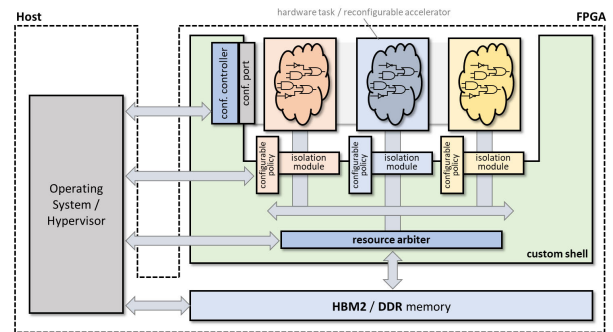 Host
hardware task / reconfigurable accelerator
FPGA
conf. controller
conf. port
configurable
policy
isolation
module
configurable
policy
isolation
module
configurable
policy
isolation
module
Operating
System /
Hypervisor
resource arbiter
custom shell
HBM2 / DDR memory